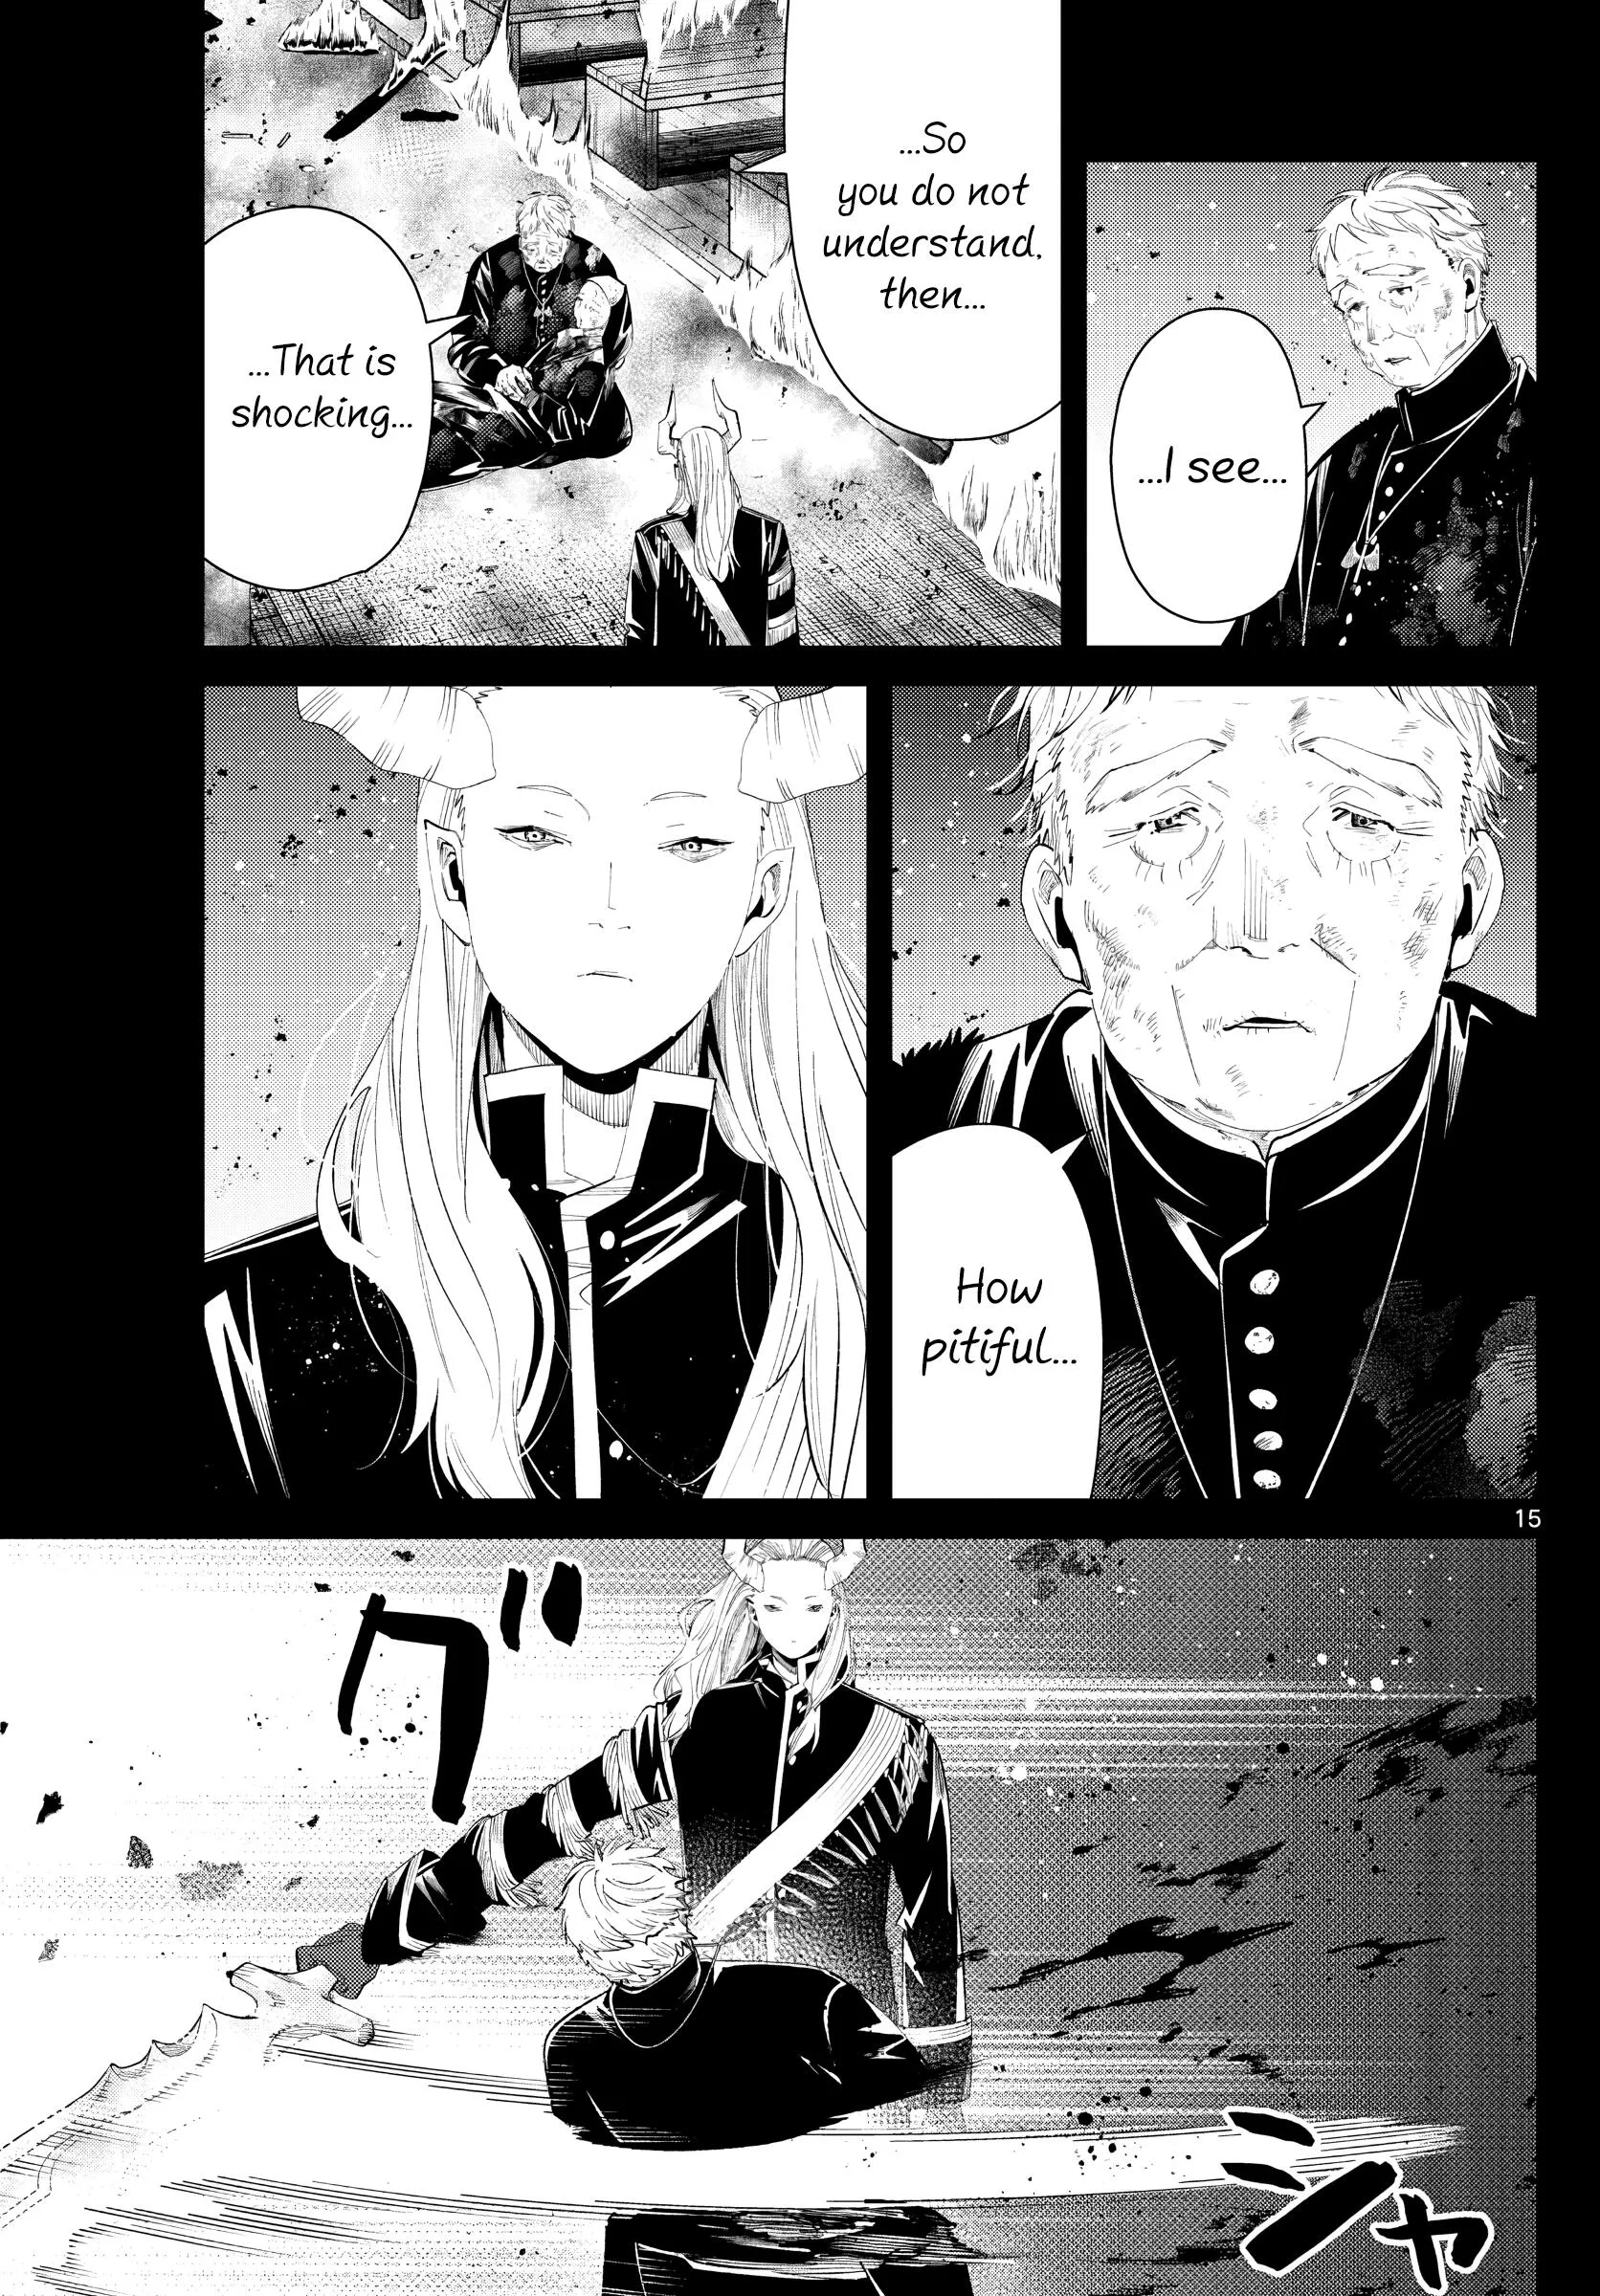 ...I see...
...So
you do not
understand,
then...
...That is
shocking...
How
pitiful...
15
グ
シャ